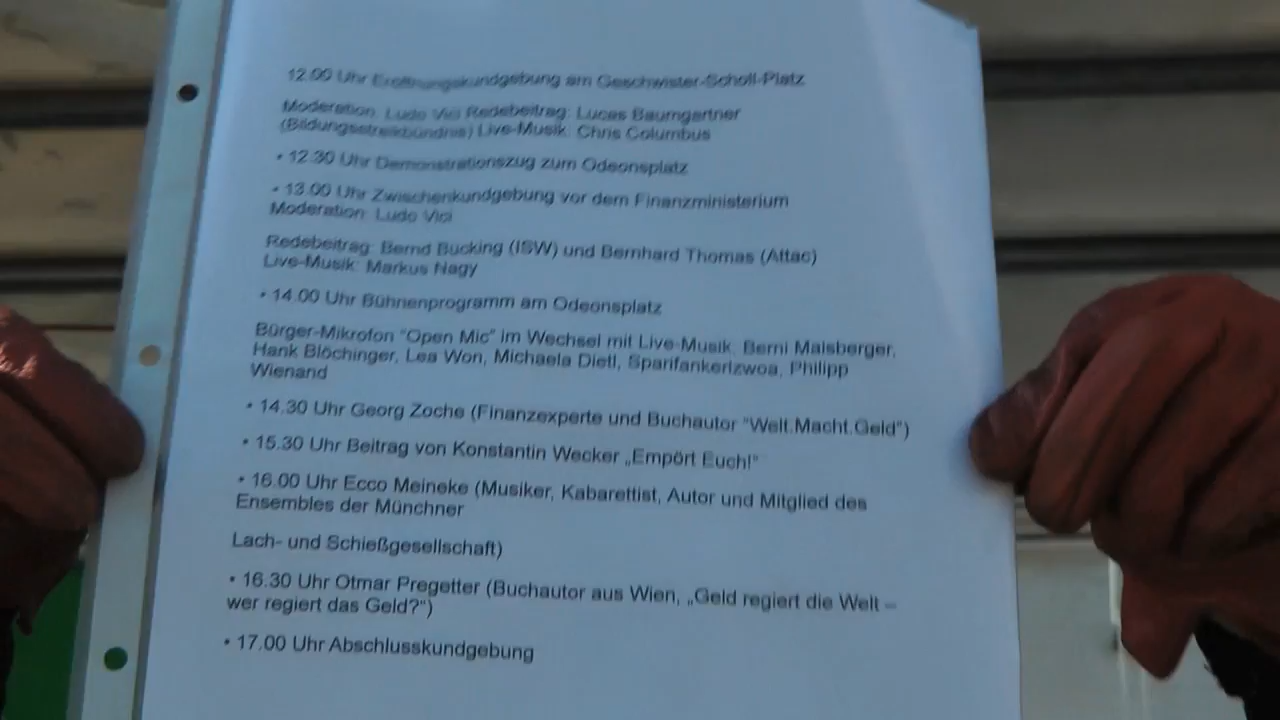 12.00 Uhr Eröffnungskundgebung am Geschwister-Scholl-Platz
Moderation: Ludo Vici Redebeitrag: Lucas Baumgartner
(Bildungsstreikbündnis) Live-Musik: Chris Columbus
• 12.30 Uhr Demonstrationszug zum Odeonsplatz
• 13.00 Uhr Zwischenkundgebung vor dem Finanzministerium
Moderation: Ludo Vici
Redebeitrag: Bernd Bücking (ISW) und Bernhard Thomas (Attac)
Live-Musik: Markus Nagy
• 14.00 Uhr Bühnenprogramm am Odeonsplatz
Bürger-Mikrofon "Open Mic" im Wechsel mit Live-Musik: Berni Maisberger,
Hank Blöchinger, Lea Won, Michaela Dietl, Sparifankerlzwoa, Philipp
Wienand
• 14.30 Uhr Georg Zoche (Finanzexperte und Buchautor "Welt.Macht.Geld")
• 15.30 Uhr Beitrag von Konstantin Wecker „Empört Euch!"
• 16.00 Uhr Ecco Meineke (Musiker, Kabarettist, Autor und Mitglied des
Ensembles der Münchner
Lach- und Schießgesellschaft)
• 16.30 Uhr Otmar Pregetter (Buchautor aus Wien, „Geld regiert die Welt –
wer regiert das Geld?")
• 17.00 Uhr Abschlusskundgebung